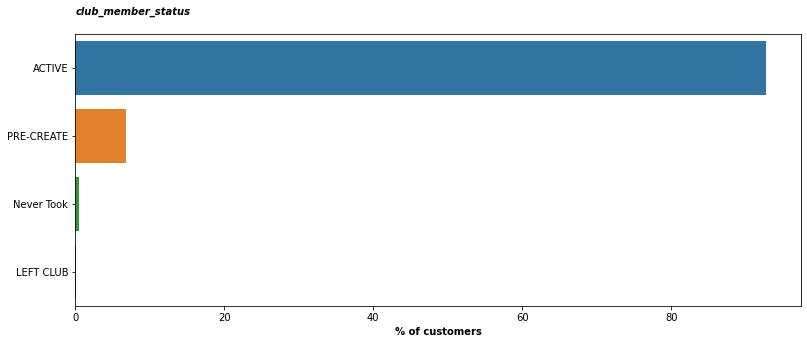 club_member_status
ACTIVE
PRE-CREATE
Never Took
LEFT CLUB
0 20 40 60 80
% of customers